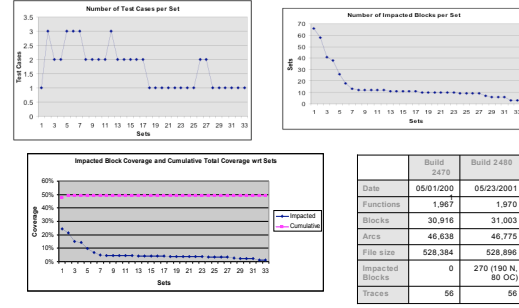 Number of Test Cases per Set
3.5
3
2.5
2
1.5
1
0.5
0
Test Cases
1 3 5 7 9 11 13 15 17 19 21 23 25 27 29 31 33
Sets
Number of Impacted Blocks per Set
70
60
50
40
30
20
10
0
Sets
1 3 5 7 9 11 13 15 17 19 21 23 25 27 29 31 33
Sets
Impacted Block Coverage and Cumulative Total Coverage wrt Sets
60%
50%
40%
30%
20%
10%
0%
Coverage
1 3 5 7 9 11 13 15 17 19 21 23 25 27 29 31 33
Sets
Impacted
Cumulative
Build 2470 Build 2480
Date 05/01/2001 05/23/2001
Functions 1,967 1,970
Blocks 30,916 31,003
Arcs 46,638 46,775
File size 528,384 528,896
Impacted Blocks 0 270 (190 N, 80 OC)
Traces 56 56